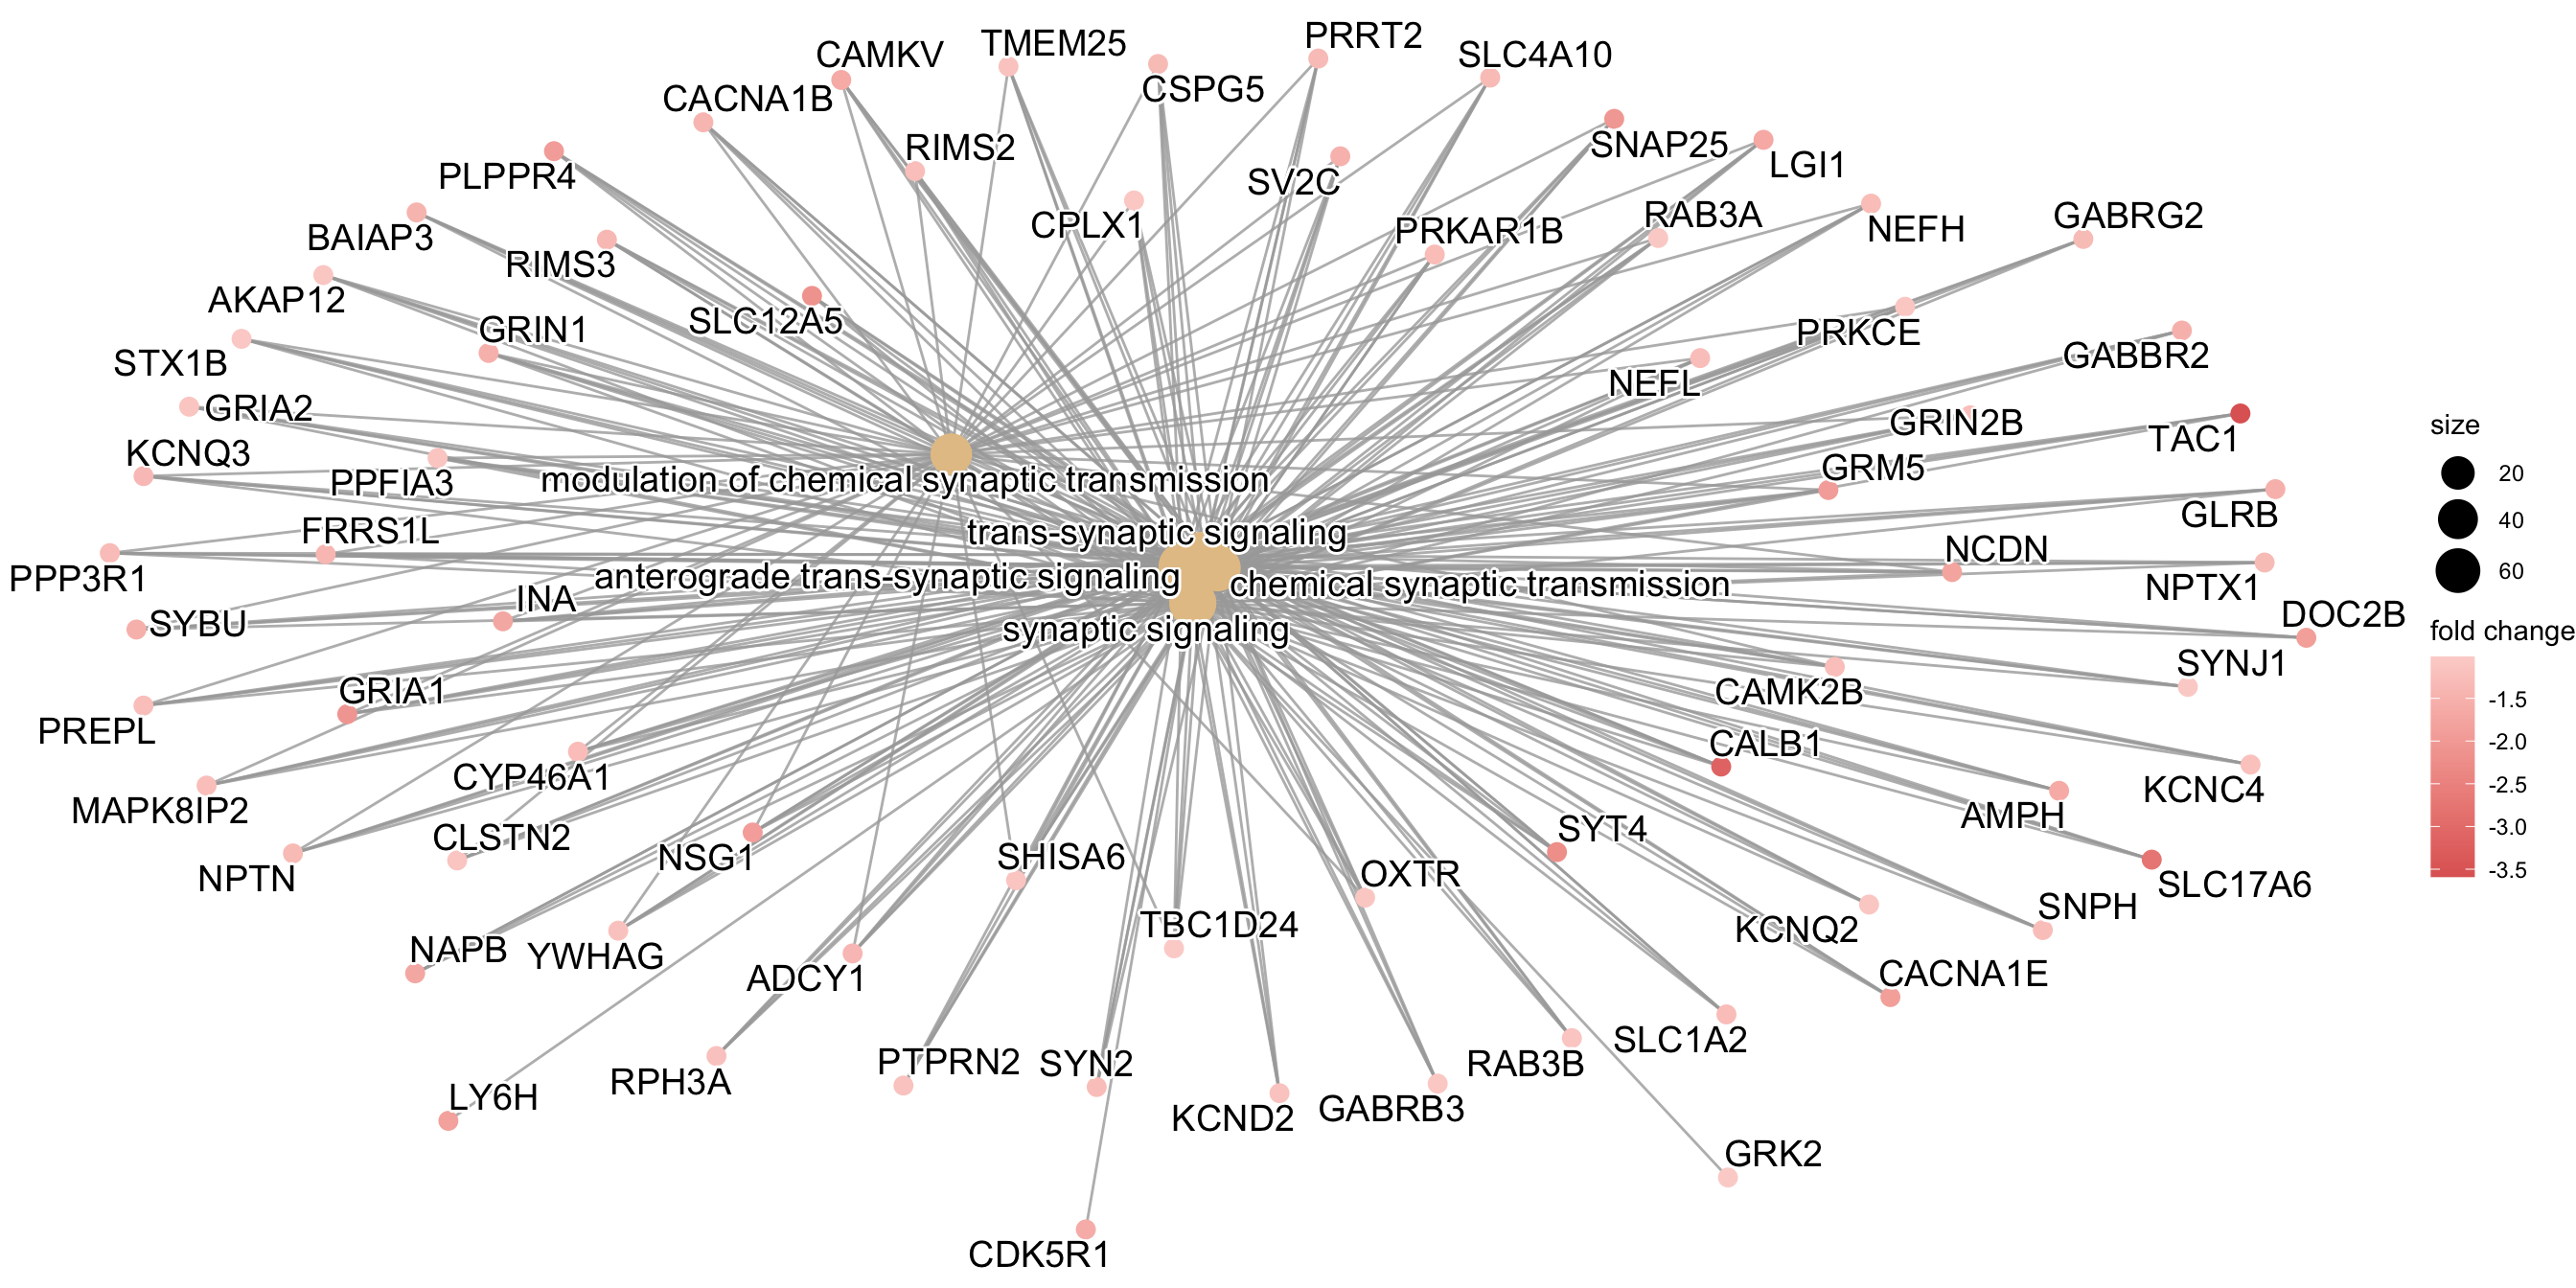 PRRT2
TMEM25
CAMKV
SLC4A10
CSPG5
CACNA1B
SNAP25
RIMS2
LGI1
PLPPR4
SV2C
RAB3A
GABRG2
CPLX1
PRKAR1B
NEFH
BAIAP3
RIMS3
AKAP12
SLC12A5
GRIN1
PRKCE
GABBR2
STX1B
NEFL
GRIA2
GRIN2B
TAC1
size
KCNQ3
GRM5
20
PPFIA3
modulation of chemical synaptic transmission
GLRB
40
FRRS1L
trans-synaptic signaling
NCDN
PPP3R1
anterograde trans-synaptic signaling
chemical synaptic transmission
NPTX1
60
INA
DOC2B
SYBU
synaptic signaling
fold change
SYNJ1
GRIA1
CAMK2B
-1.5
PREPL
CALB1
-2.0
CYP46A1
KCNC4
-2.5
MAPK8IP2
AMPH
-3.0
CLSTN2
SYT4
NSG1
SHISA6
OXTR
-3.5
NPTN
SLC17A6
SNPH
TBC1D24
KCNQ2
NAPB
YWHAG
ADCY1
CACNA1E
SLC1A2
PTPRN2
SYN2
RAB3B
RPH3A
LY6H
GABRB3
KCND2
GRK2
CDK5R1